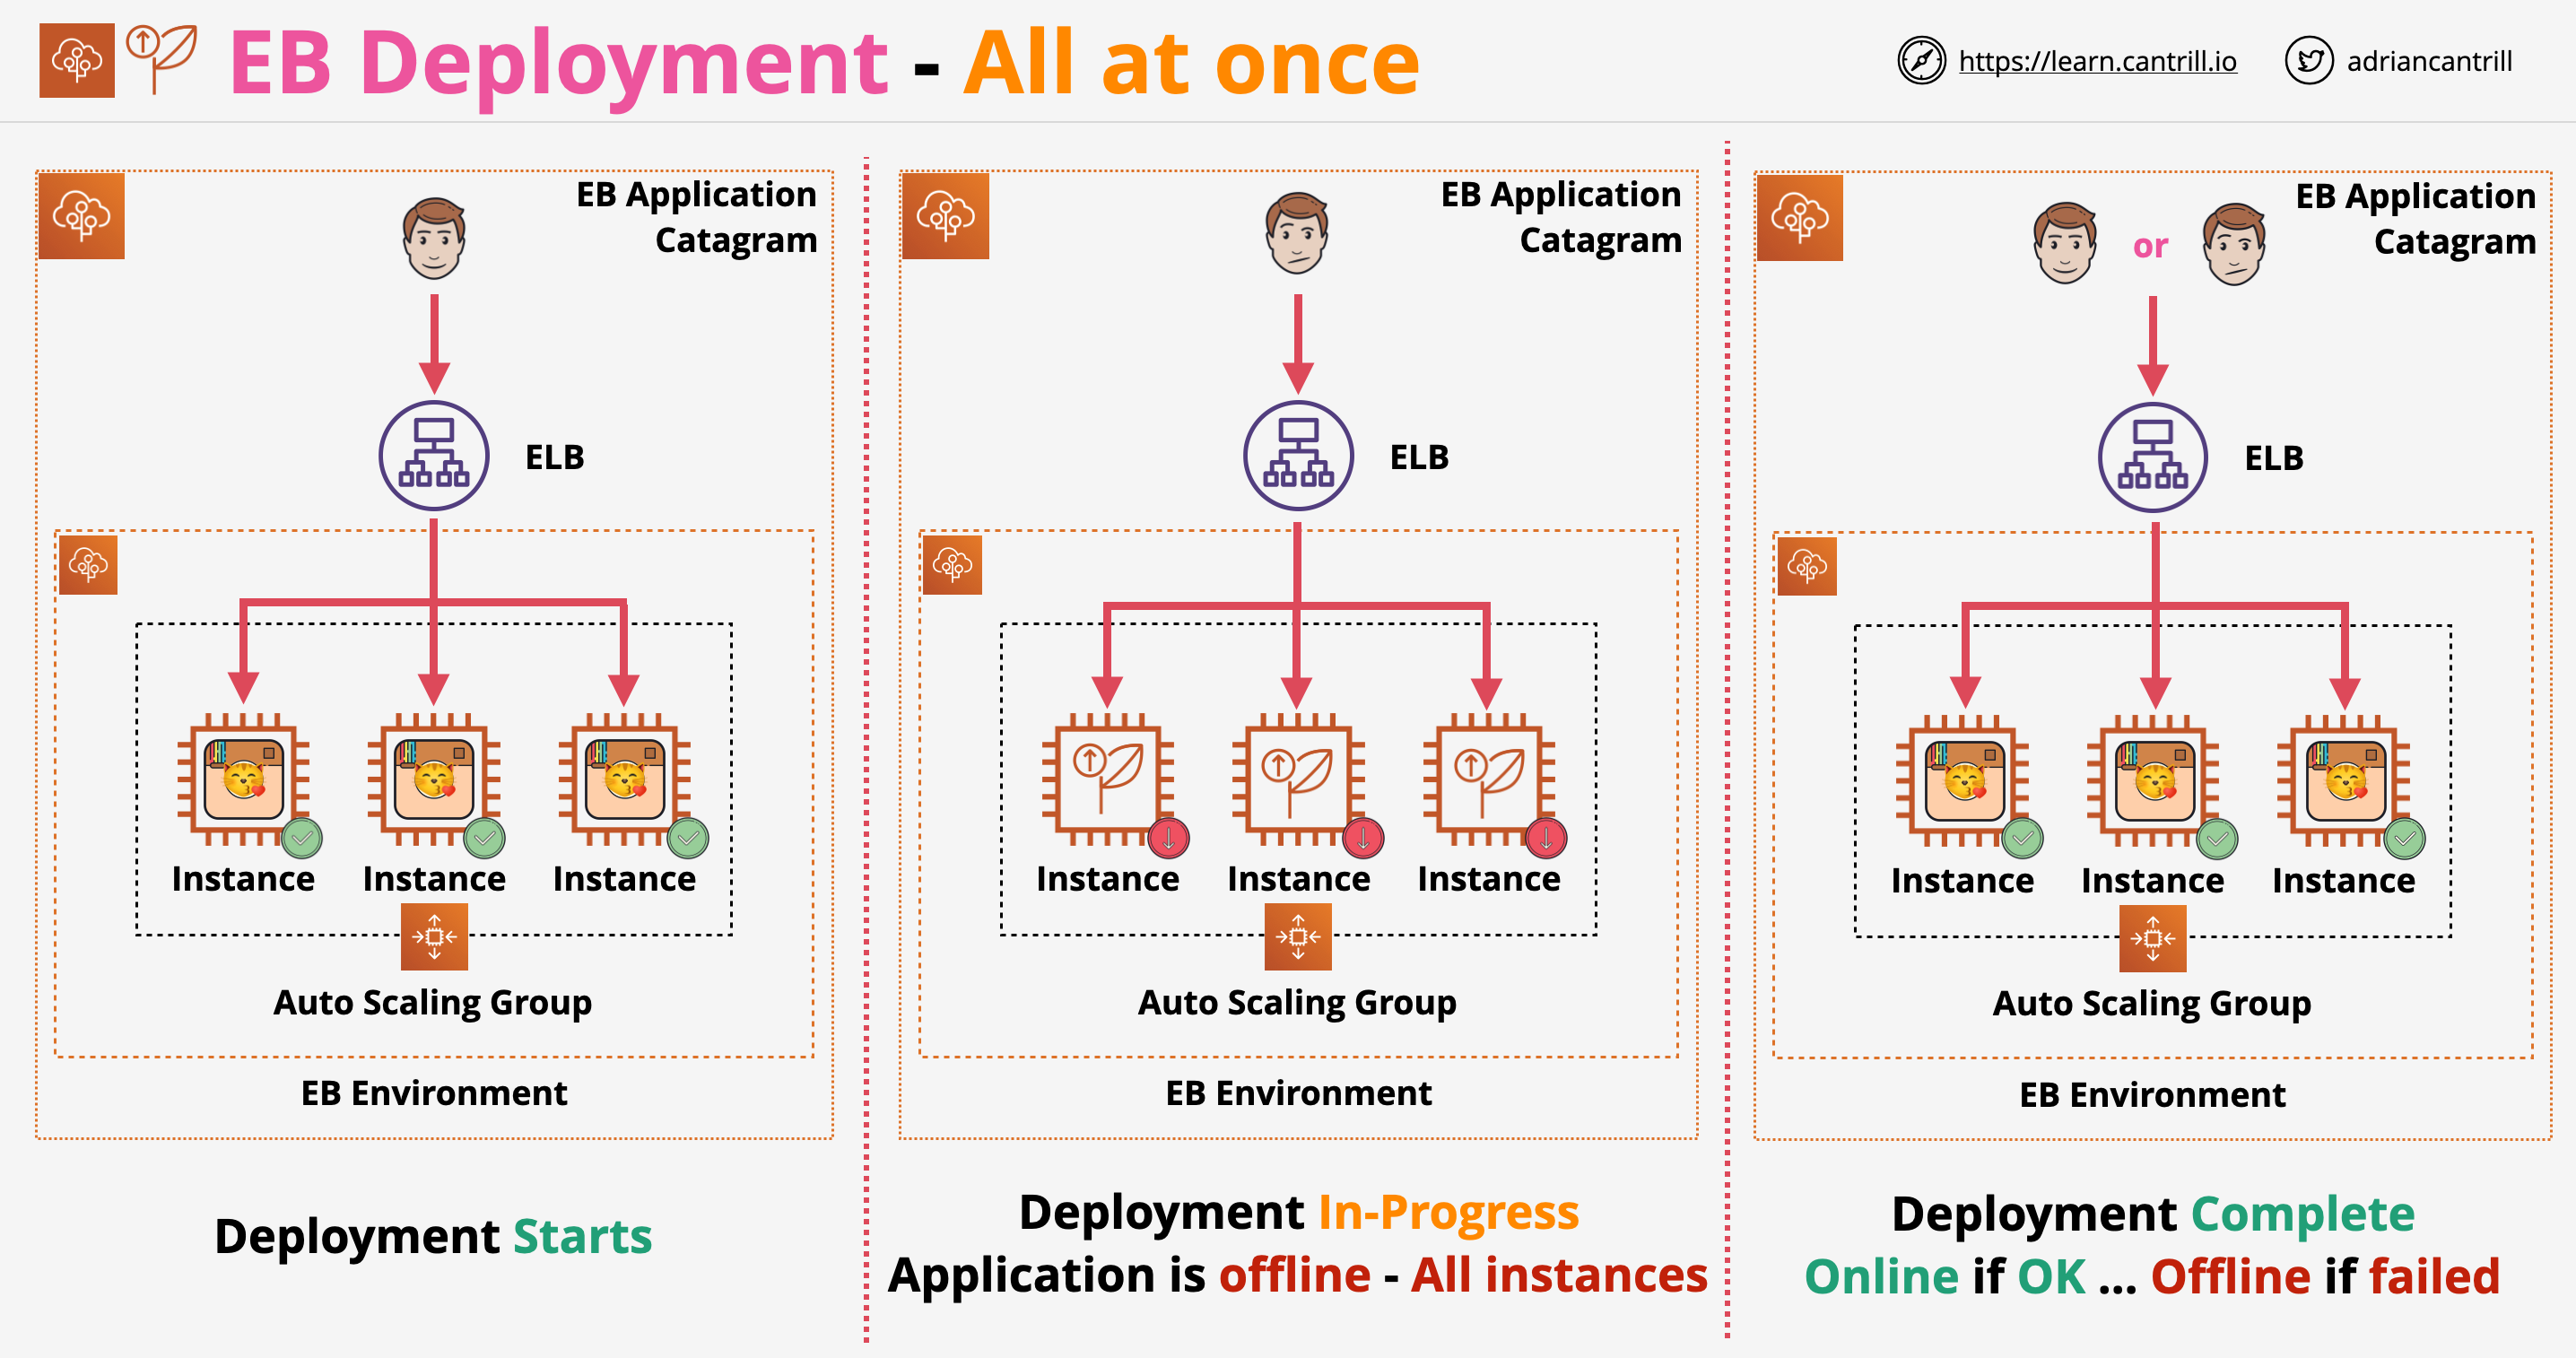 EB Deployment - All at once
https://learn.cantrill.io
adriancantrill
EB Application
Catagram
ELB
Instance
Instance
Instance
Auto Scaling Group
EB Environment
Deployment Starts
EB Application
Catagram
ELB
Instance
Instance
Instance
Auto Scaling Group
EB Environment
Deployment In-Progress
Application is offline - All instances
EB Application
Catagram
or
ELB
Instance
Instance
Instance
Auto Scaling Group
EB Environment
Deployment Complete
Online if OK ... Offline if failed